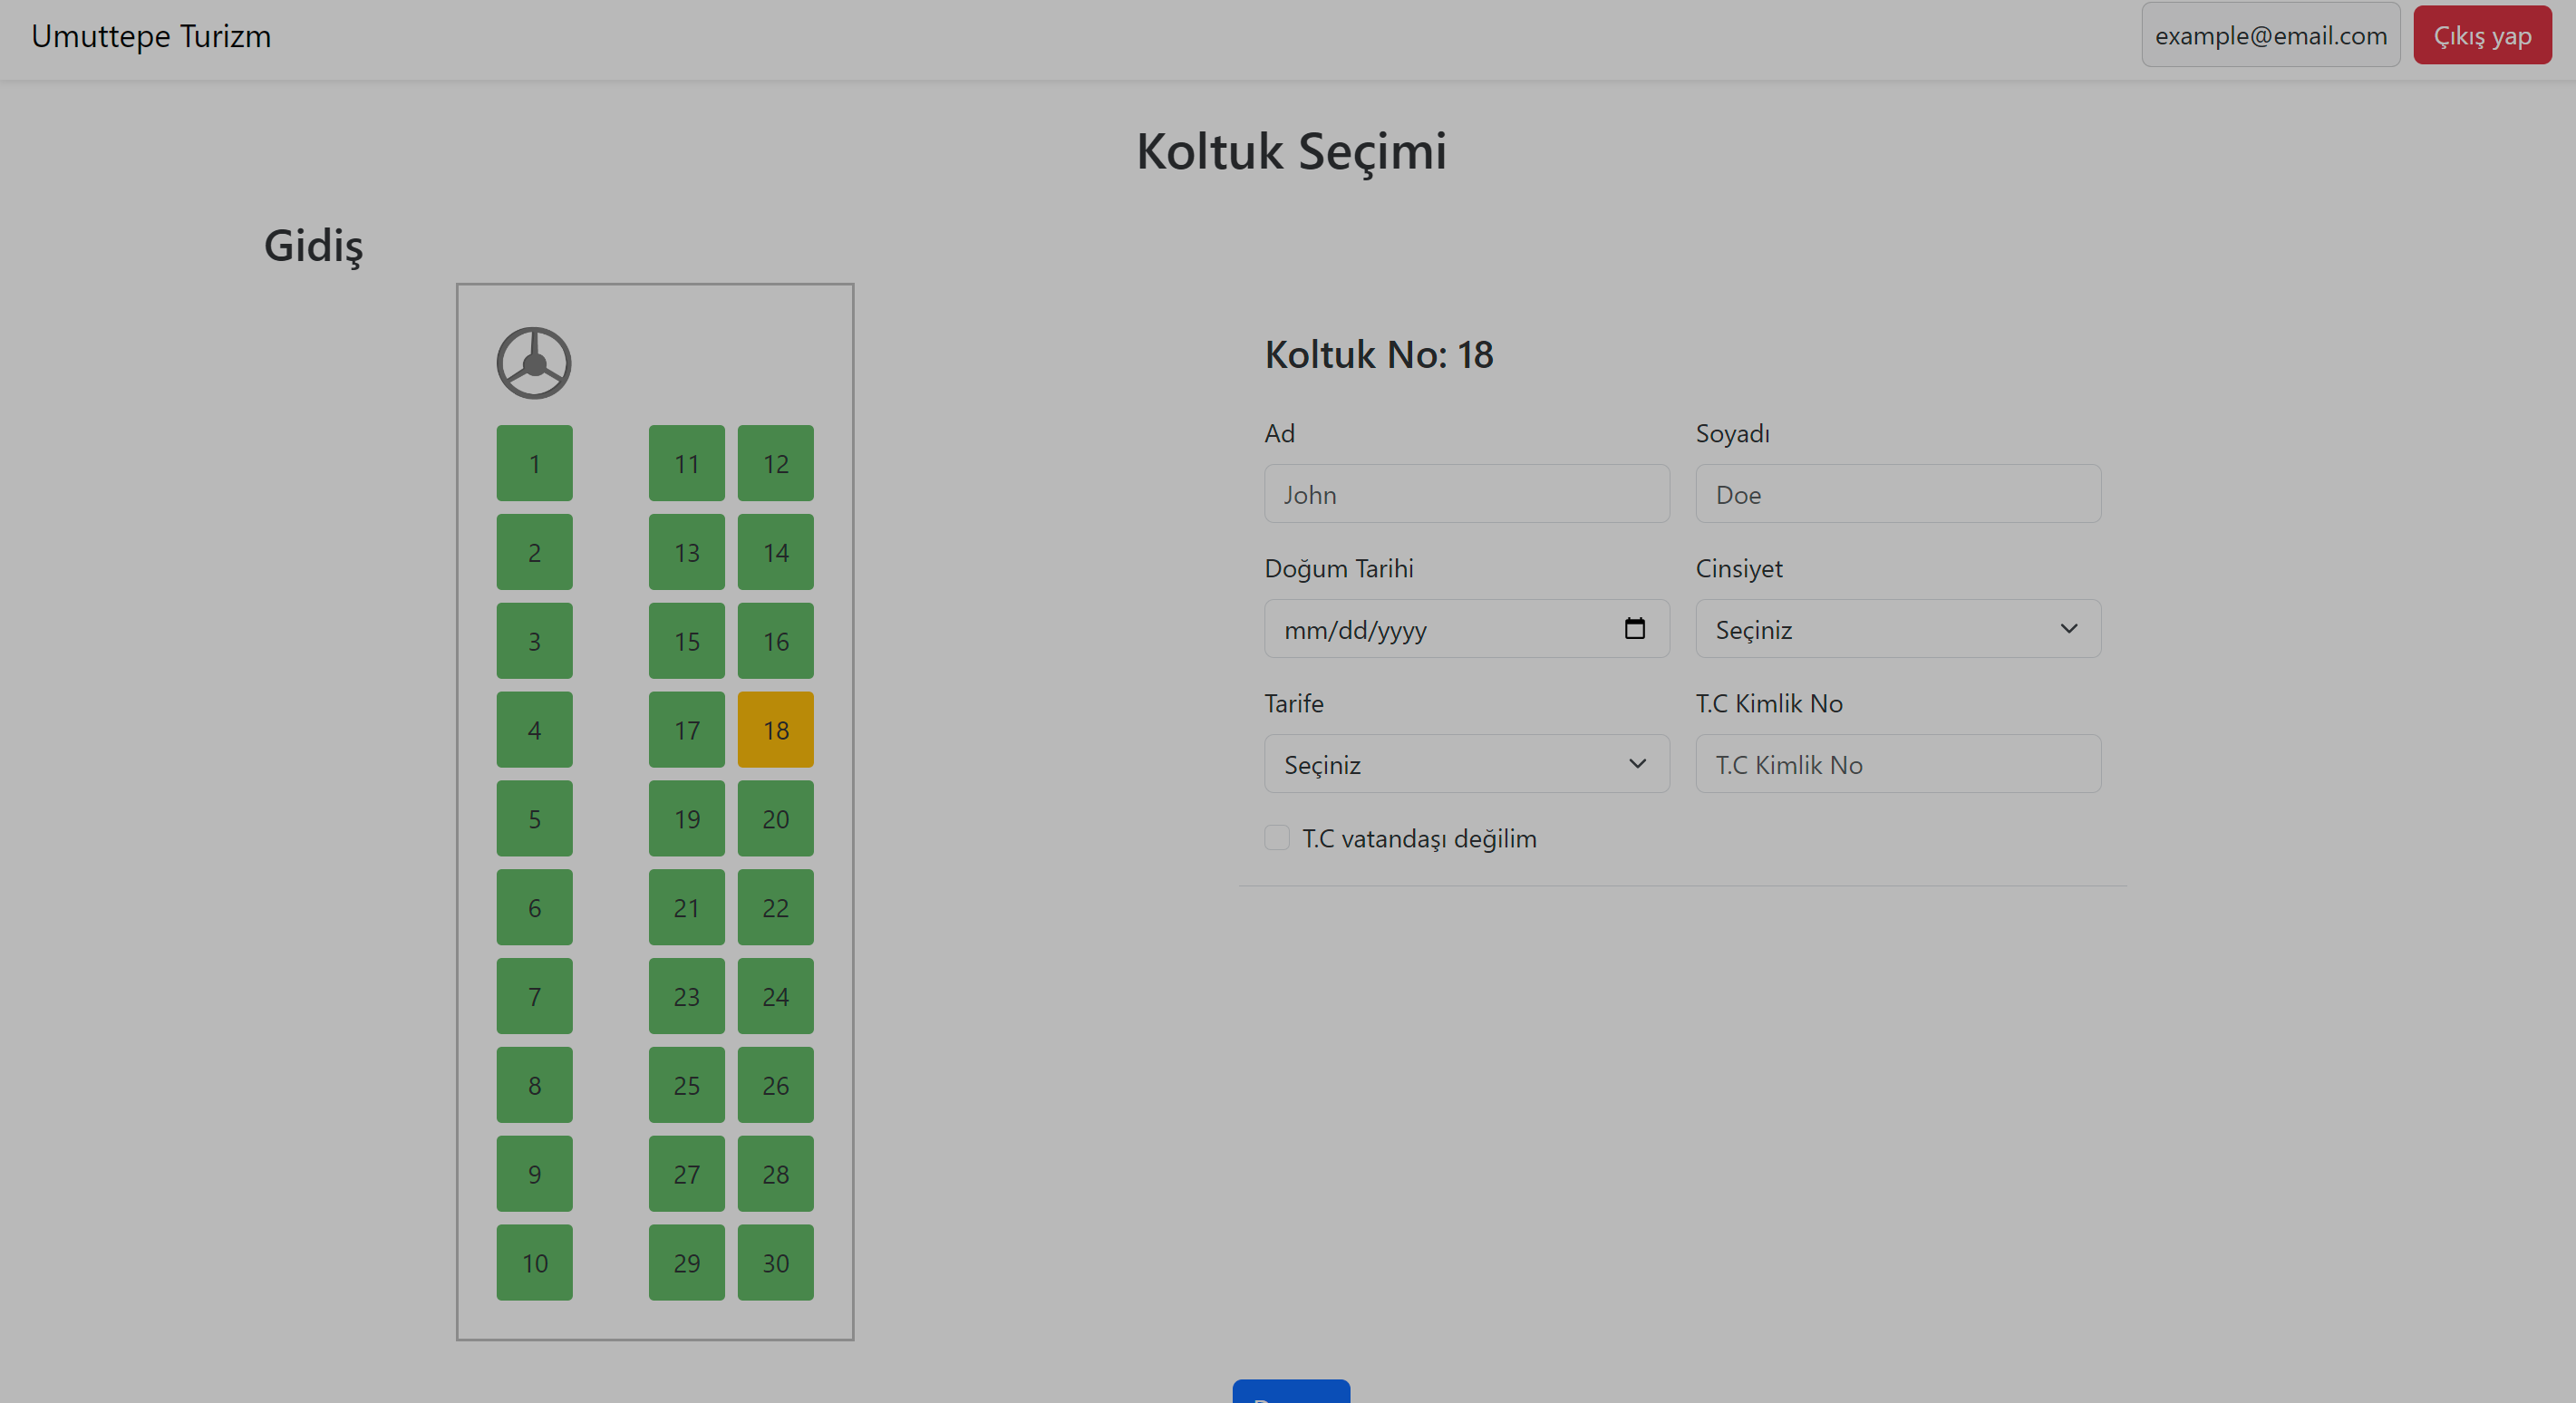 Umuttepe Turizm
example@email.com
Çıkış yap
Koltuk Seçimi
Gidiş
1 11 12
2 13 14
3 15 16
4 17 18
5 19 20
6 21 22
7 23 24
8 25 26
9 27 28
10 29 30
Koltuk No: 18
Ad
John
Soyadı
Doe
Doğum Tarihi
mm/dd/yyyy
Cinsiyet
Seçiniz
Tarife
Seçiniz
T.C Kimlik No
T.C Kimlik No
T.C vatandaşı değilim